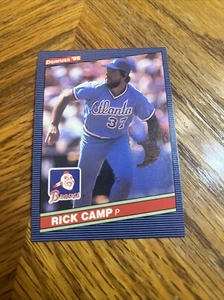 Donruss '86
Atlanta
37
Braves
RICK CAMP P